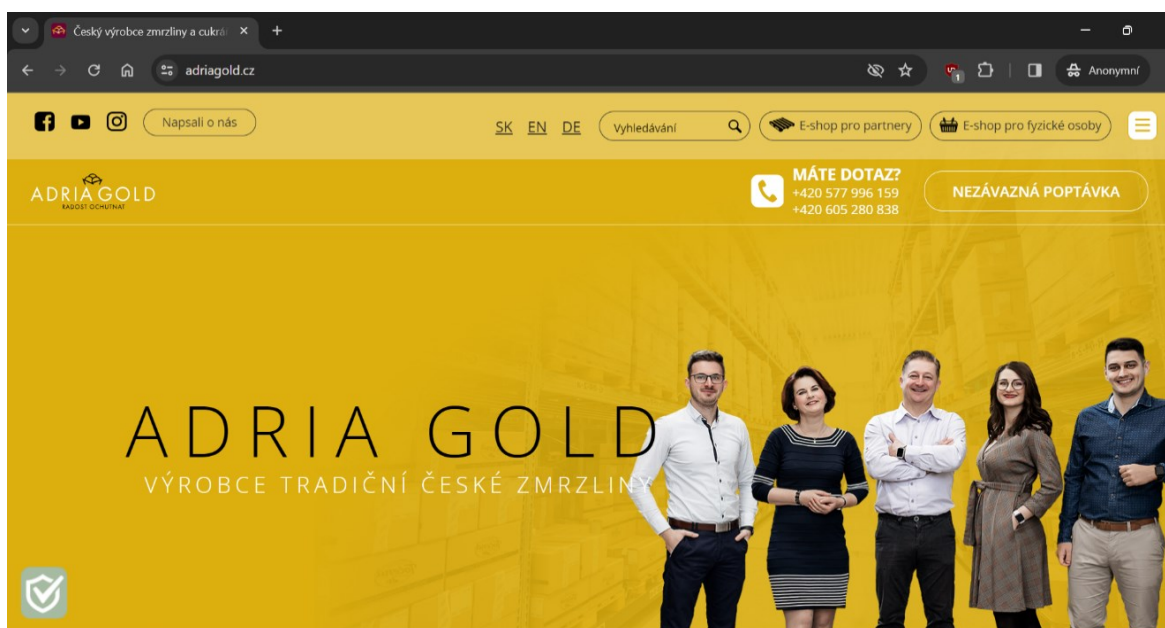 Český výrobce zmrzliny a cukrář
adriagold.cz
Anonymní
Napsali o nás
SK EN DE
Vyhledávání
E-shop pro partnery
E-shop pro fyzické osoby
ADRIA GOLD
RADOST OCHUTNAT
MÁTE DOTAZ?
+420 577 996 159
+420 605 280 838
NEZÁVAZNÁ POPTÁVKA
ADRIA GOLD
VÝROBCE TRADIČNÍ ČESKÉ ZMRZLINY